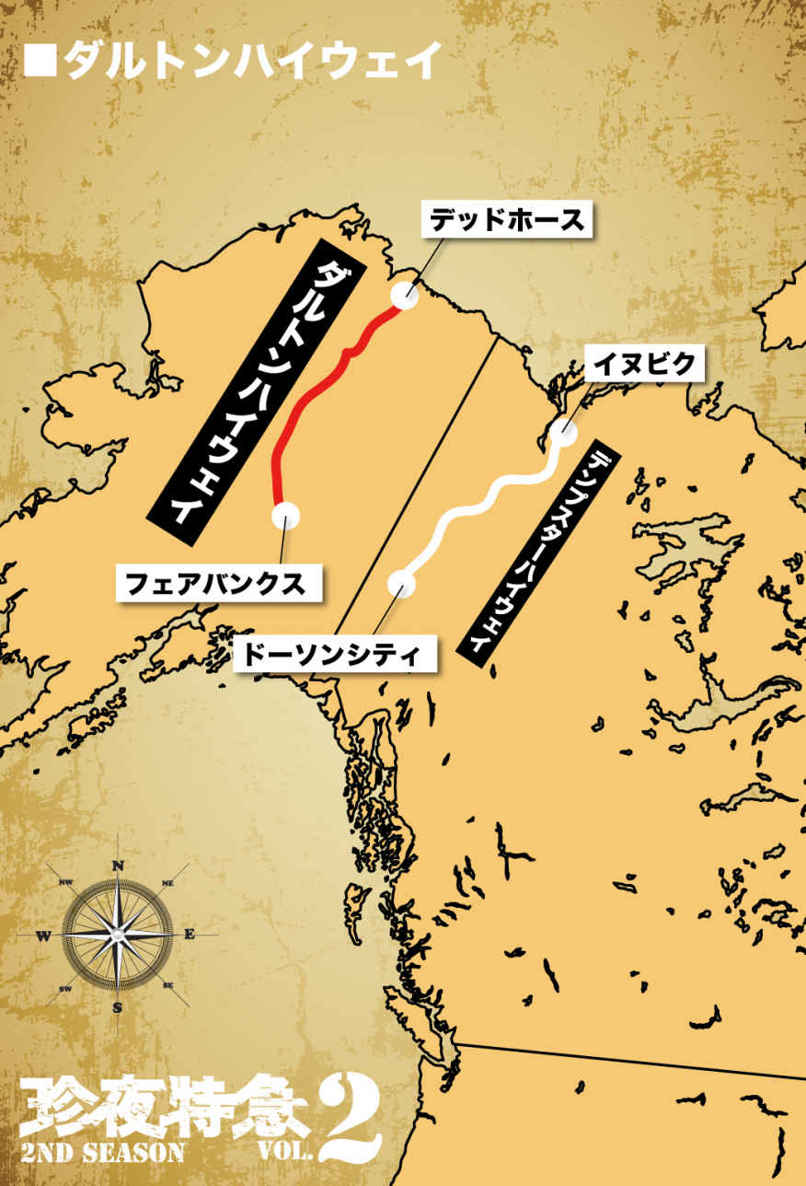 ■ダルトンハイウェイ
デッドホース
ダルトンハイウェイ
イヌビク
デンプスターハイウェイ
フェアバンクス
ドーソンシティ
N
NW
NE
W
E
SW
SE
S
珍夜特急2
2ND SEASON VOL.